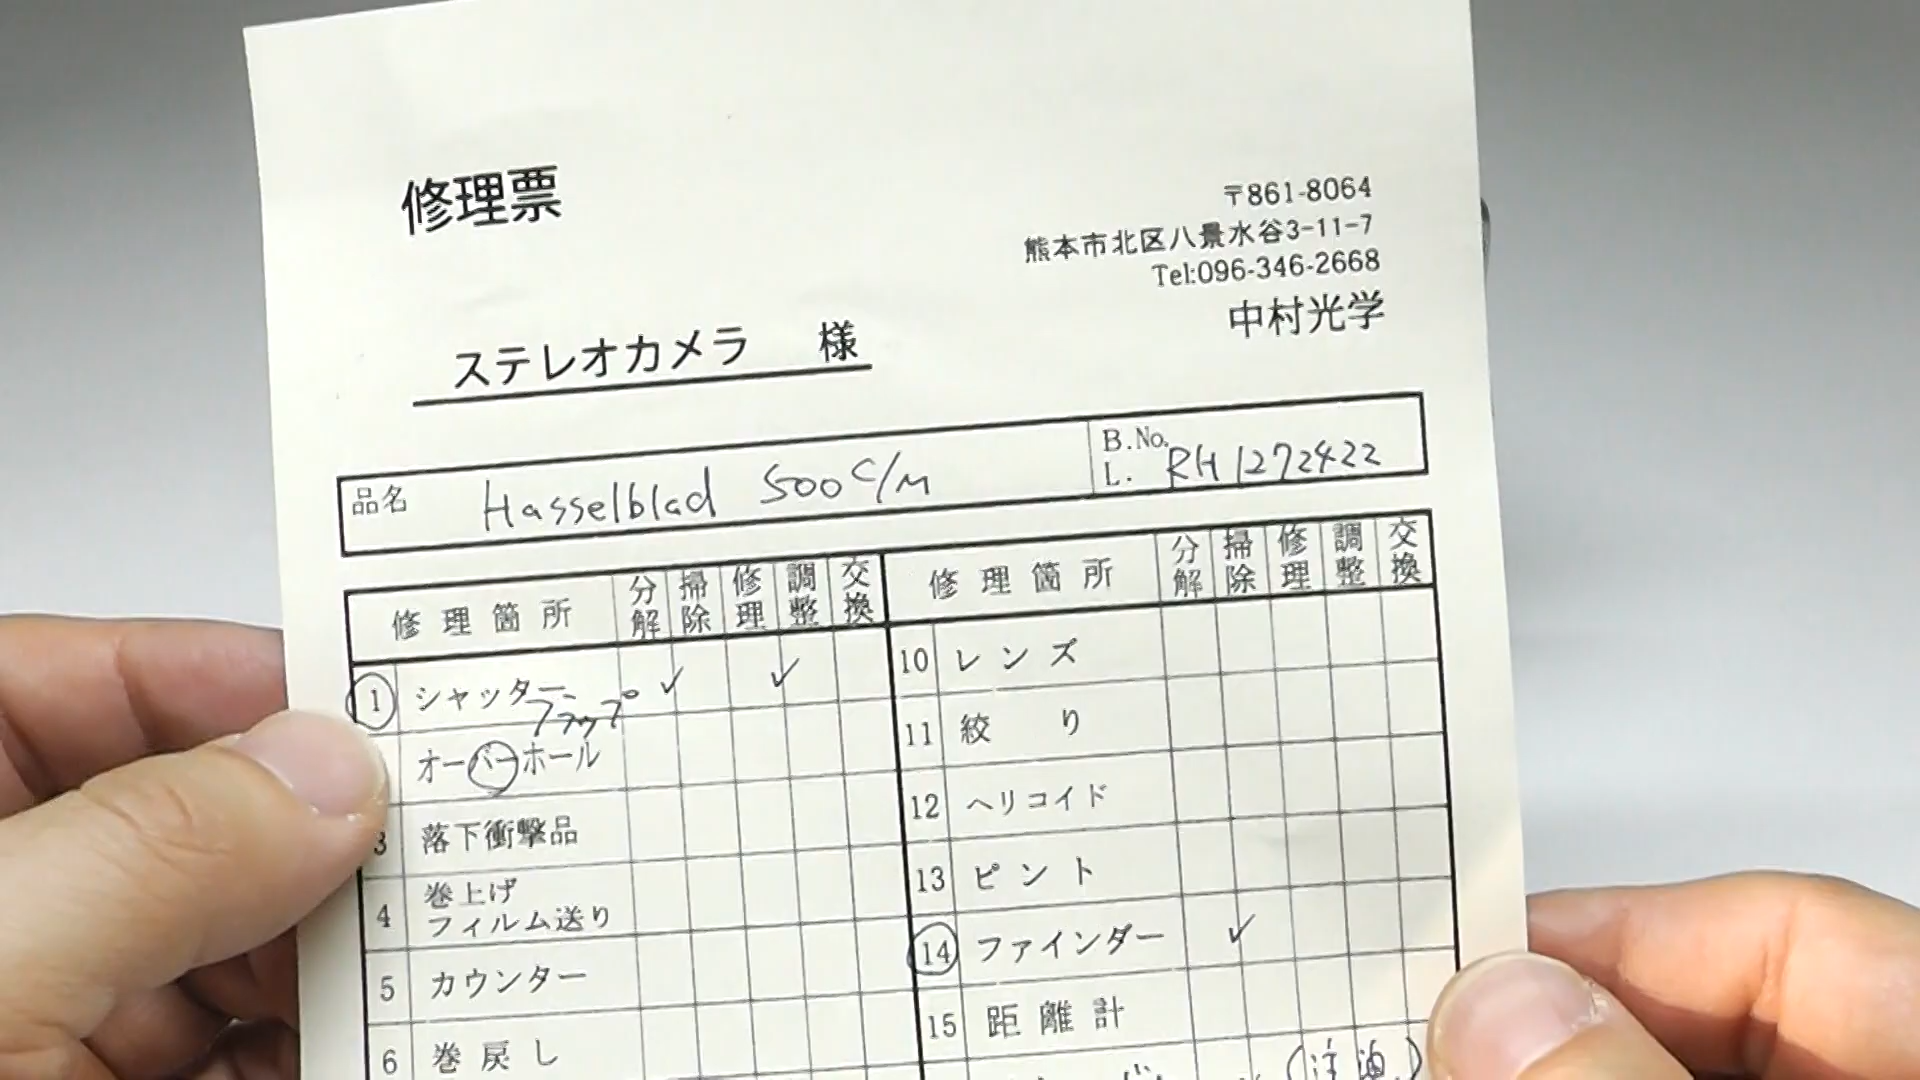 修理票
〒861-8064
熊本市北区八景水谷3-11-7
Tel:096-346-2668
中村光学
ステレオカメラ 様
品名 Hasselblad 500C/M
B.No.
L. RH1272422
修理箇所 分解 掃除 修理 調整 交換
1 シャッター ✓ ✓
フラップ
オーバーホール
3 落下衝撃品
4 巻上げ
フィルム送り
5 カウンター
6 巻戻し
修理箇所 分解 掃除 修理 調整 交換
10 レンズ
11 絞り
12 ヘリコイド
13 ピント
14 ファインダー ✓
15 距離計
(注油)